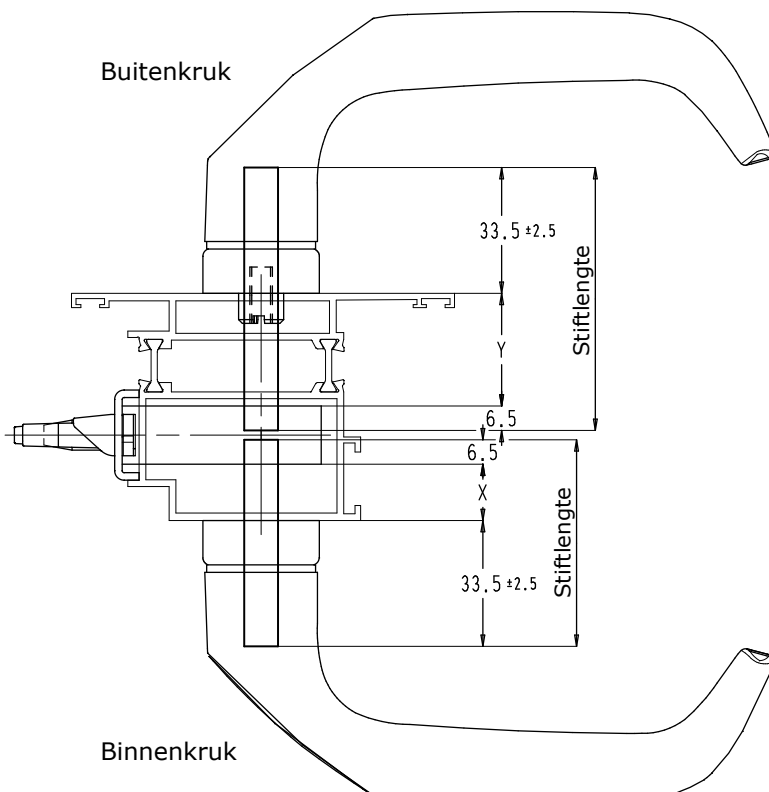 Buitenkruk
33.5 ±2.5
Stiftlengte
Y
6.5
6.5
X
Stiftlengte
33.5 ±2.5
Binnenkruk